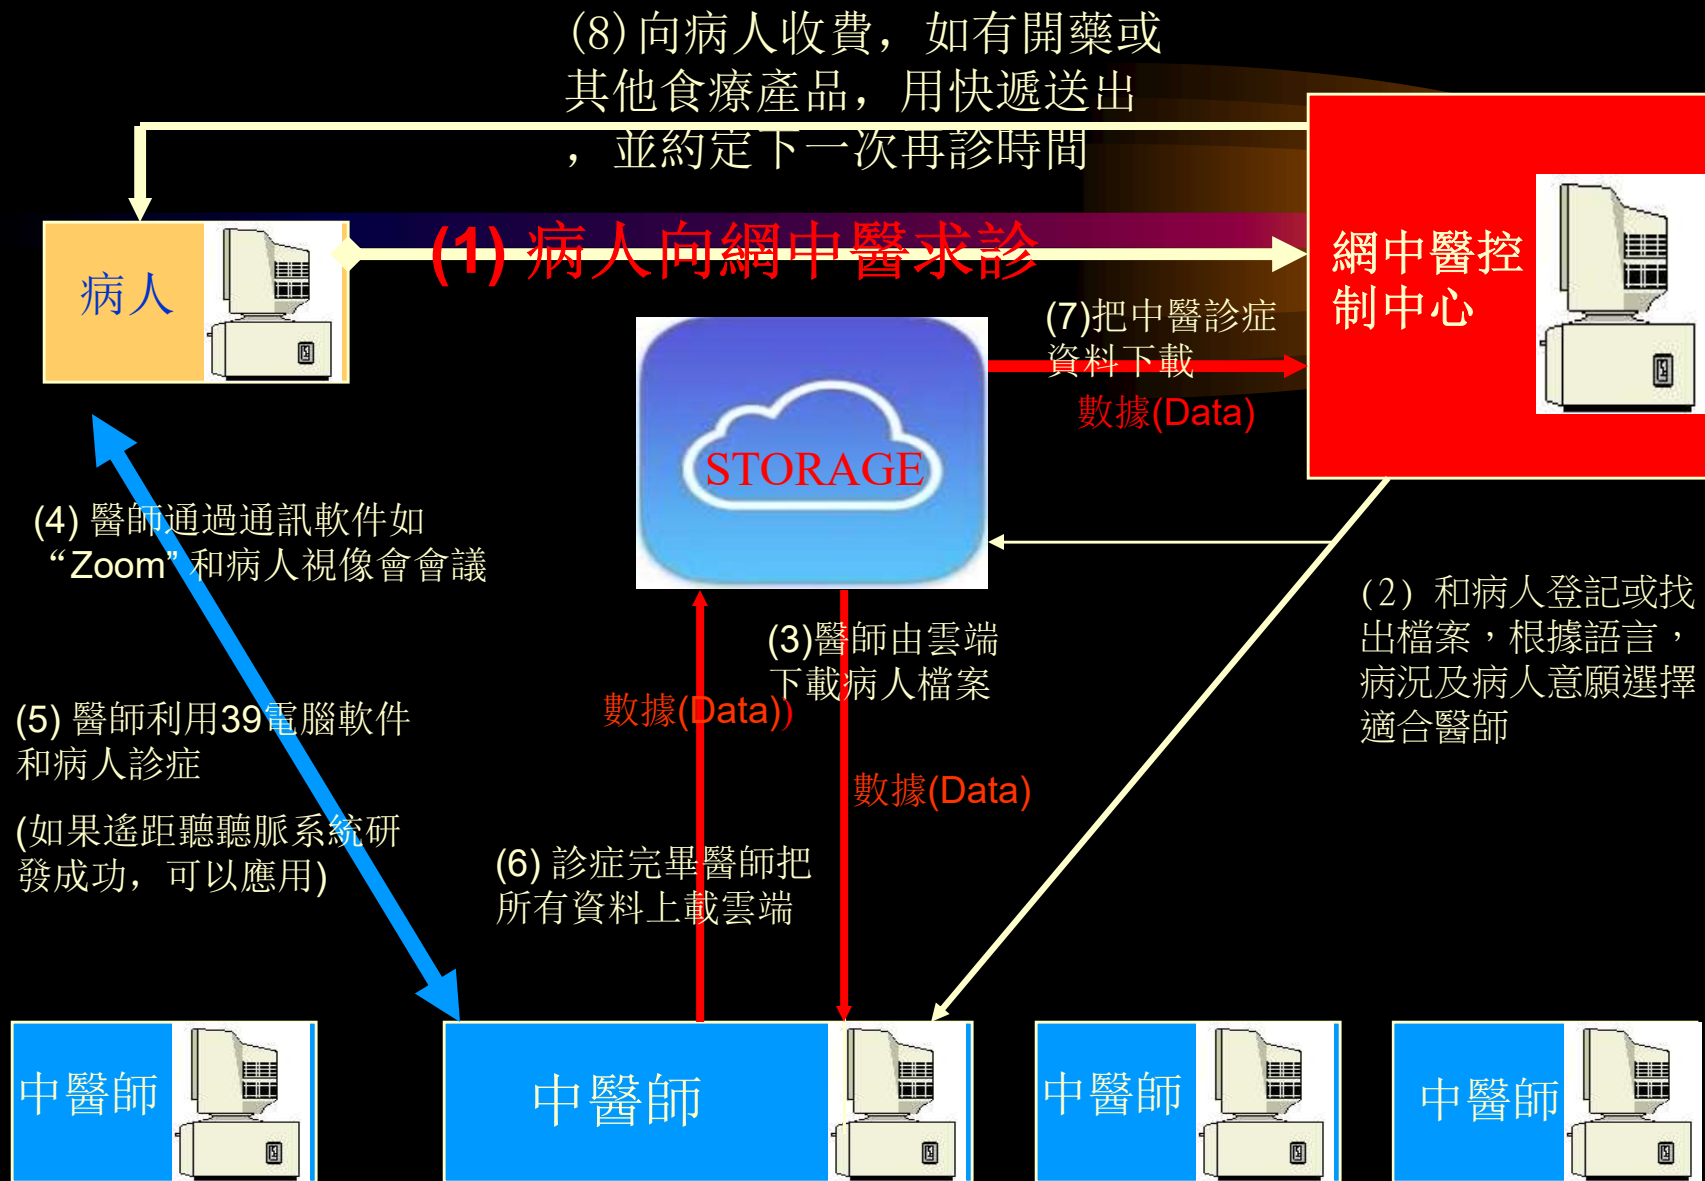 (8)向病人收費，如有開藥或
其他食療產品，用快遞送出
，並約定下一次再診時間
(1) 病人向網中醫求診
病人
網中醫控
制中心
(7)把中醫診症
資料下載
數據(Data)
STORAGE
(4) 醫師通過通訊軟件如
“Zoom” 和病人視像會會議
(2) 和病人登記或找
出檔案，根據語言，
病況及病人意願選擇
適合醫師
(3)醫師由雲端
下載病人檔案
數據(Data))
(5) 醫師利用39電腦軟件
和病人診症
數據(Data)
(如果遙距聽聽脈系統研
發成功，可以應用)
(6) 診症完畢醫師把
所有資料上載雲端
中醫師
中醫師
中醫師
中醫師